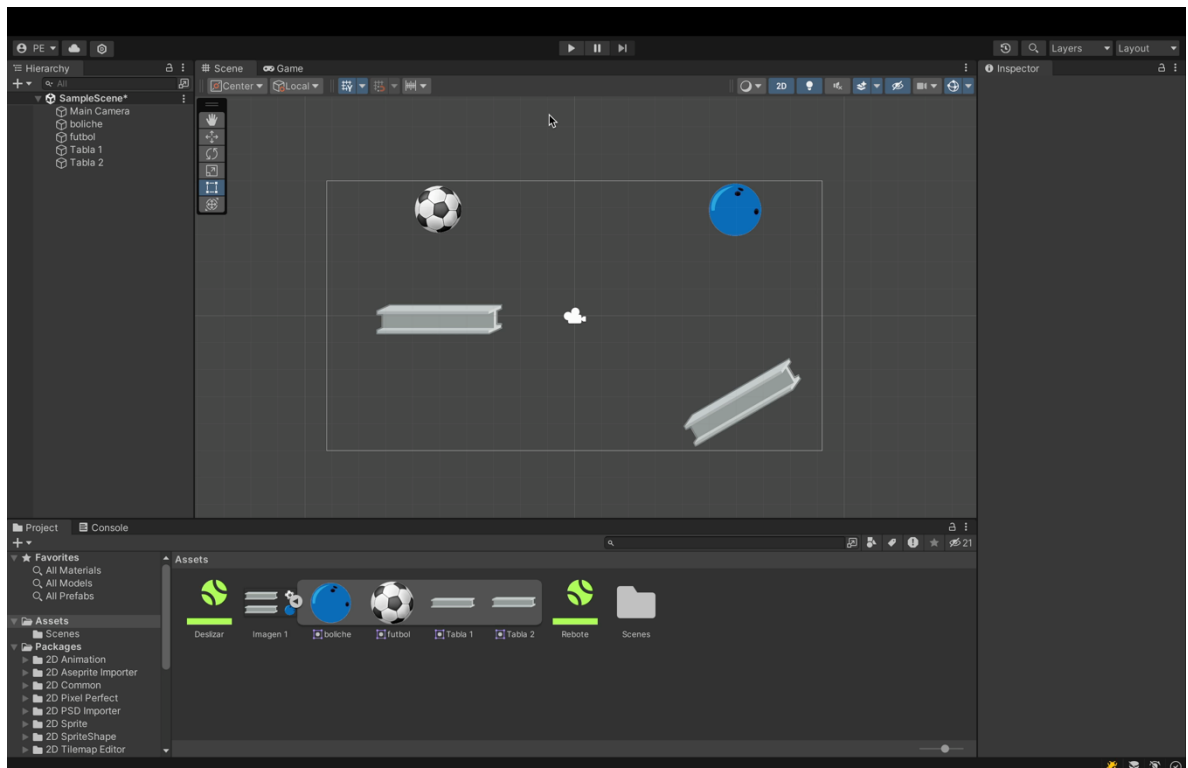 PE
Layers
Layout
Hierarchy
Scene
Game
Inspector
All
Center
Local
2D
SampleScene*
Main Camera
boliche
futbol
Tabla 1
Tabla 2
Project
Console
21
Favorites
All Materials
All Models
All Prefabs
Assets
Scenes
Packages
2D Animation
2D Aseprite Importer
2D Common
2D Pixel Perfect
2D PSD Importer
2D Sprite
2D SpriteShape
2D Tilemap Editor
Assets
Deslizar
Imagen 1
boliche
futbol
Tabla 1
Tabla 2
Rebote
Scenes